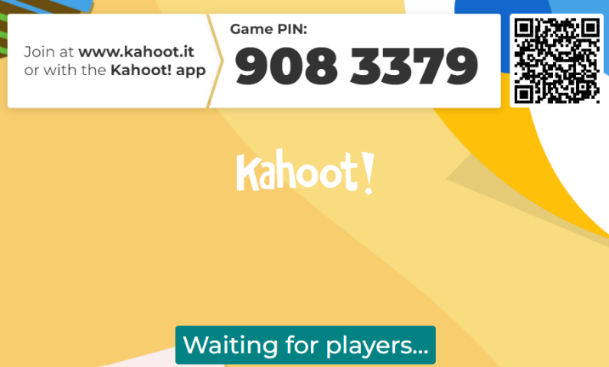 Join at www.kahoot.it
or with the Kahoot! app
Game PIN:
908 3379
Kahoot!
Waiting for players...